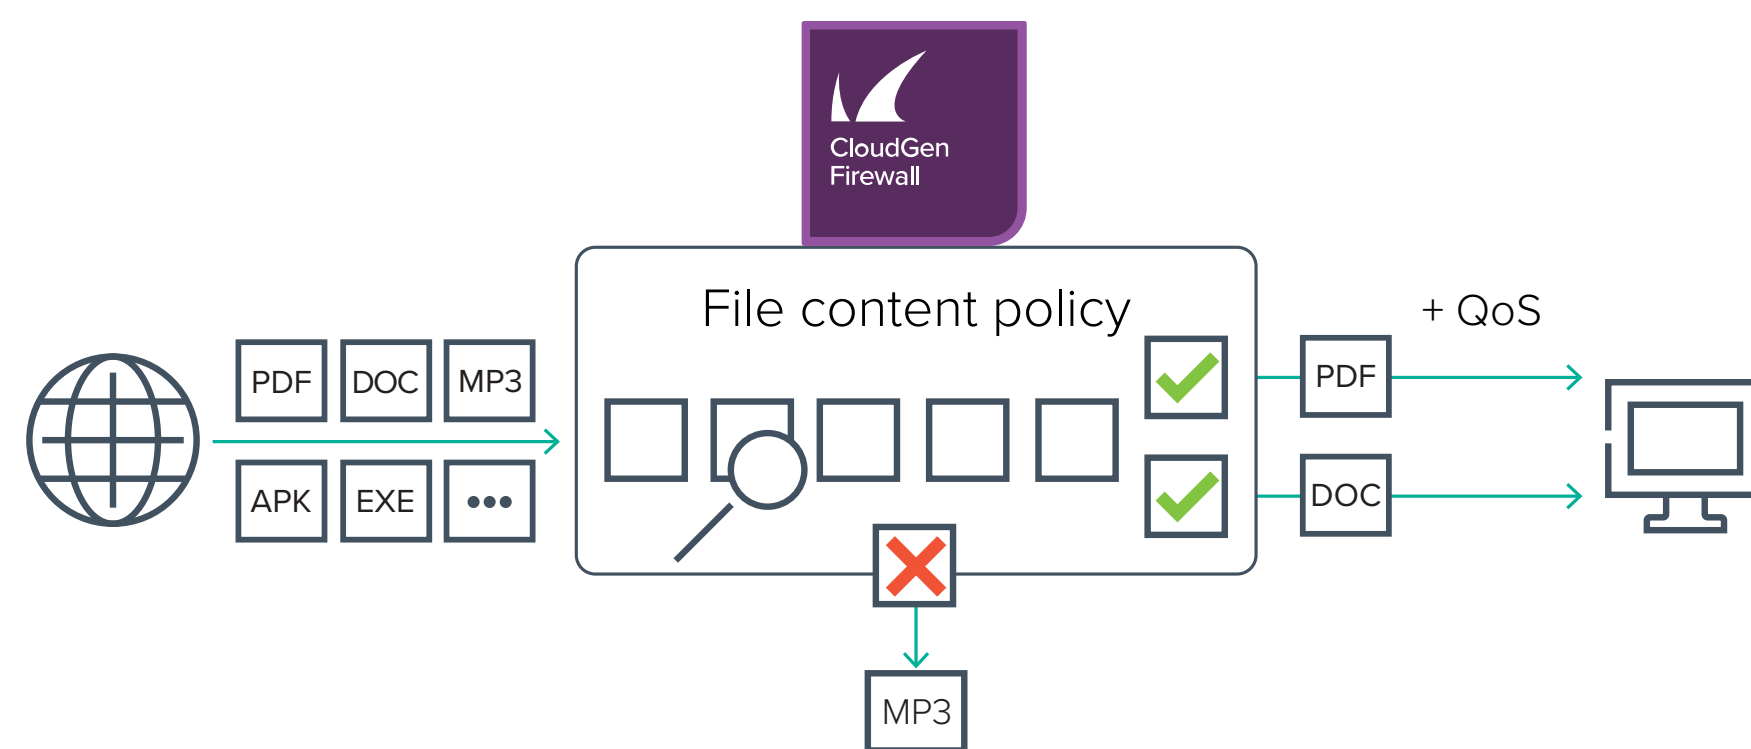 CloudGen
Firewall
File content policy
+ QoS
PDF
DOC
MP3
PDF
APK
EXE
•••
DOC
MP3